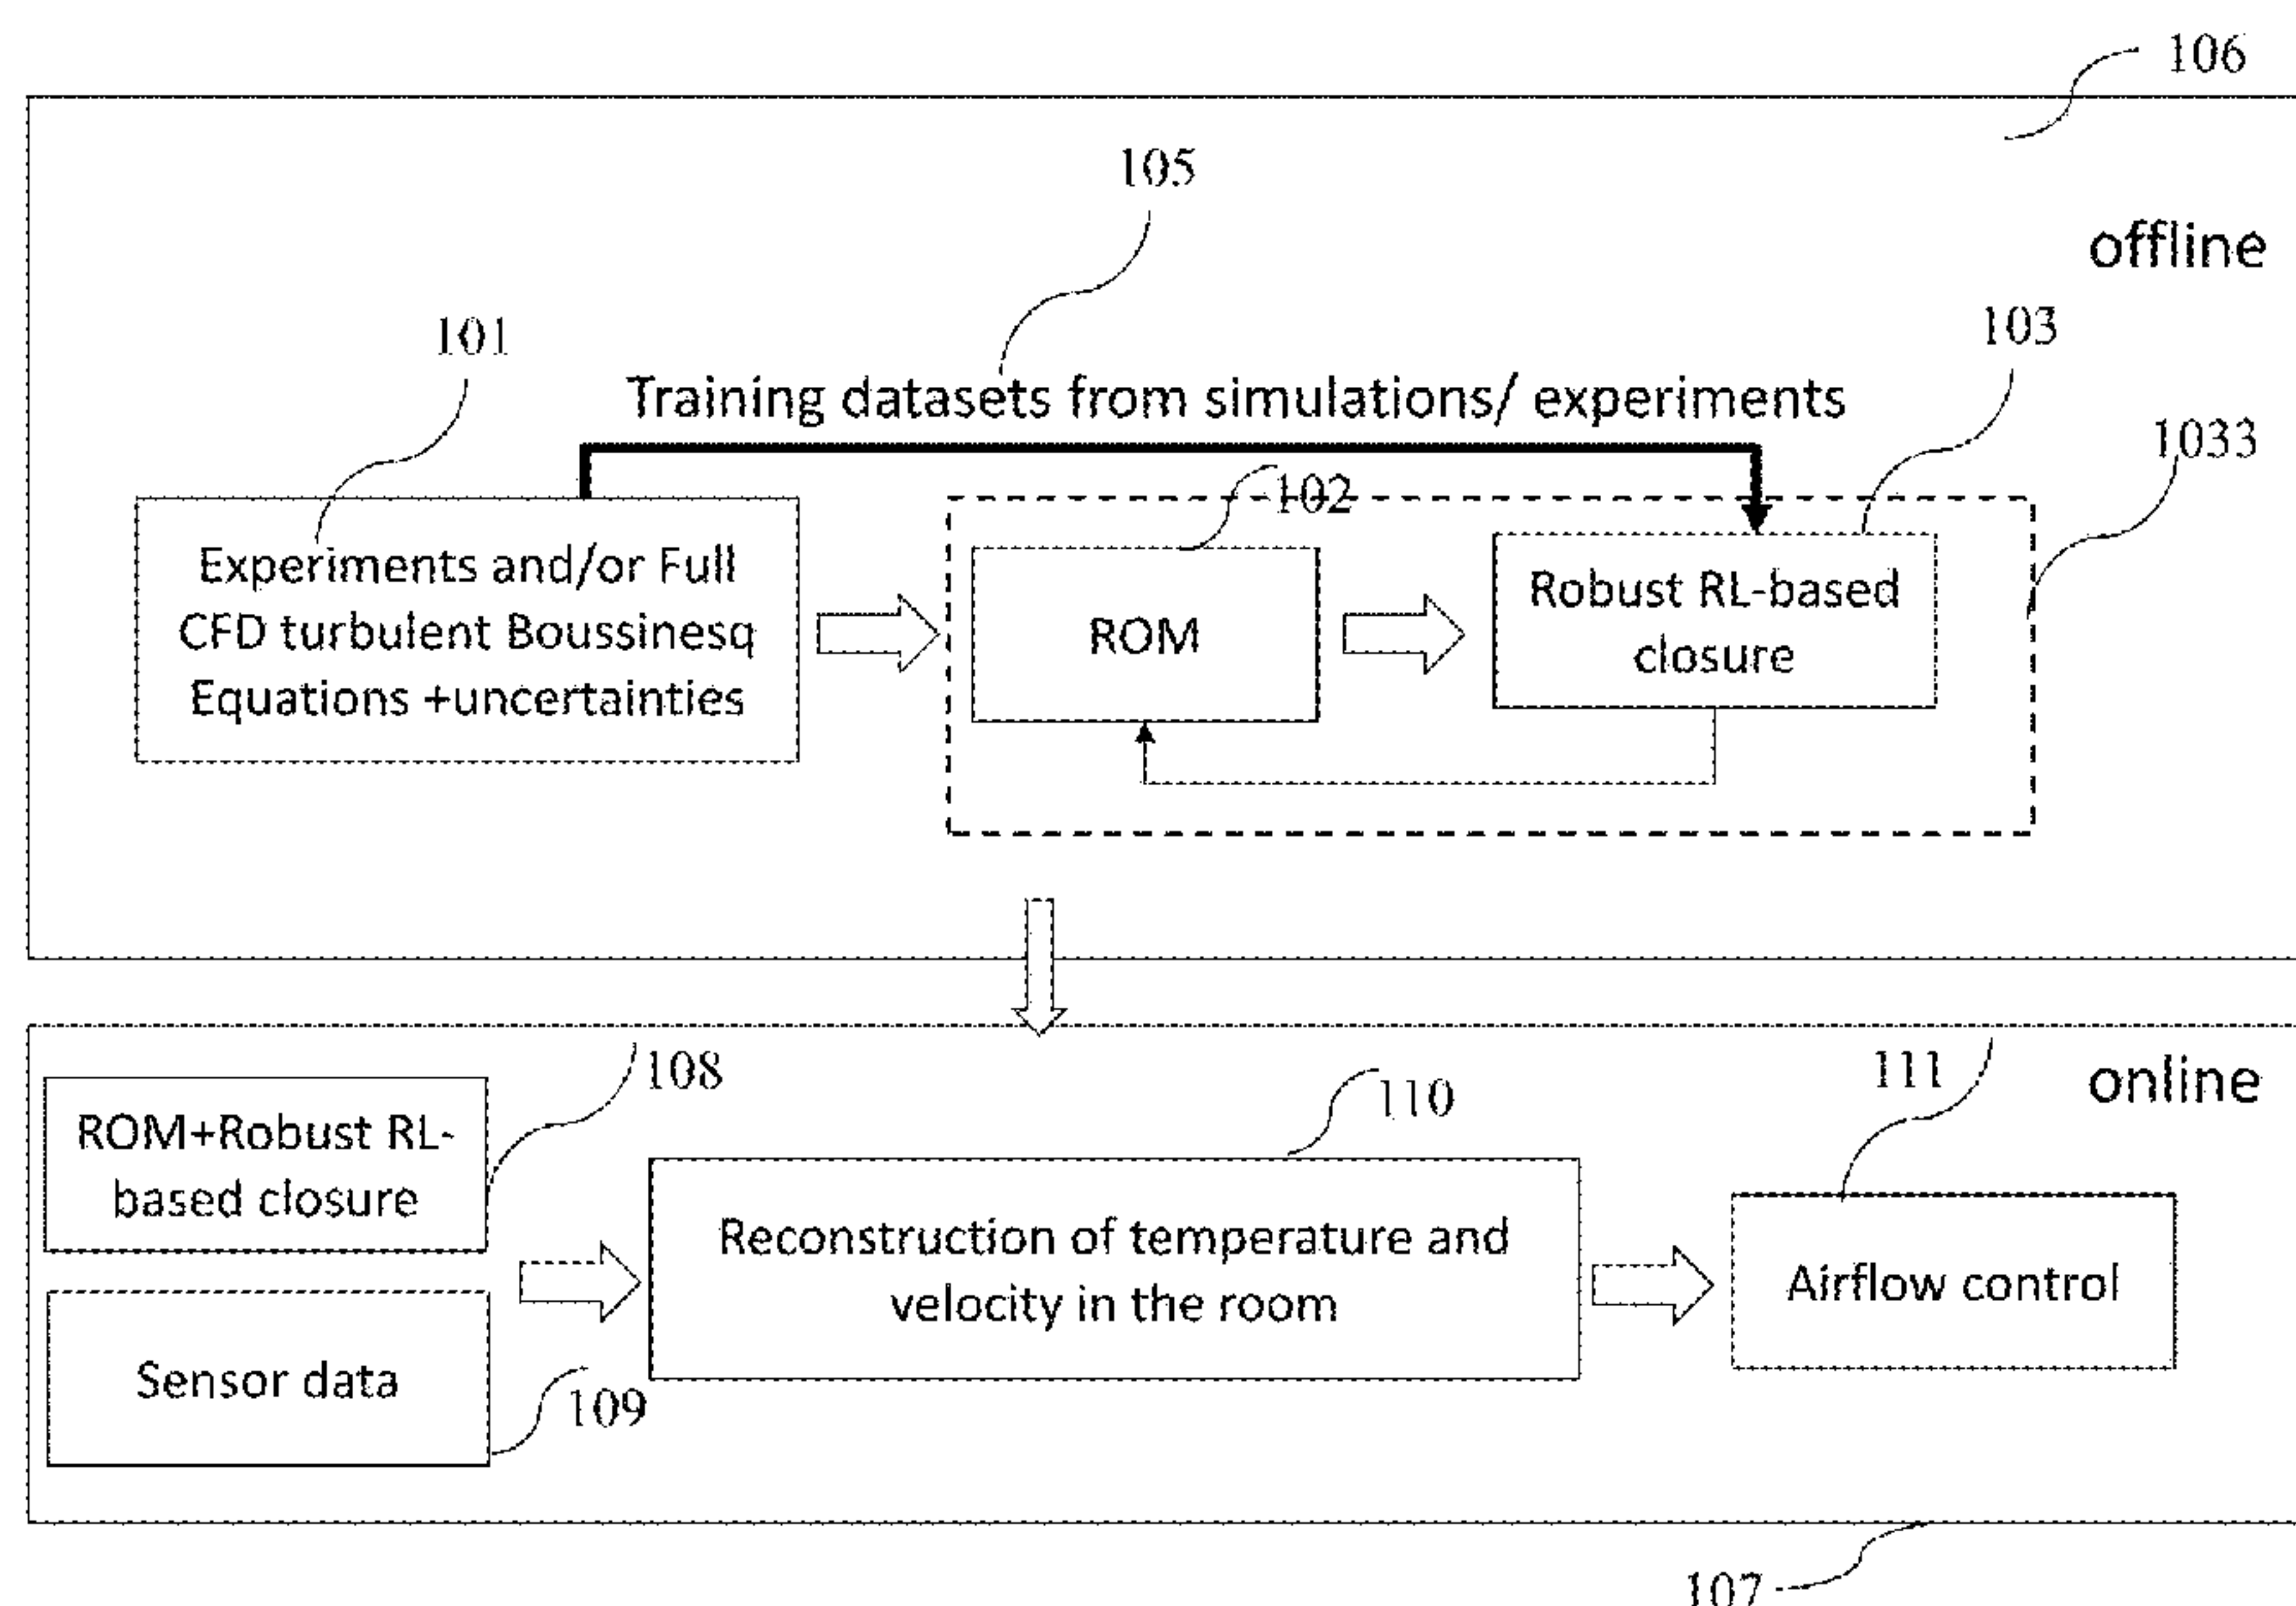 106
105
offline
101
103
Training datasets from simulations/ experiments
1033
102
Experiments and/or Full
CFD turbulent Boussinesq
Equations +uncertainties
ROM
Robust RL-based
closure
108
110
111
online
ROM+Robust RL-
based closure
Reconstruction of temperature and
velocity in the room
Airflow control
Sensor data
109
107